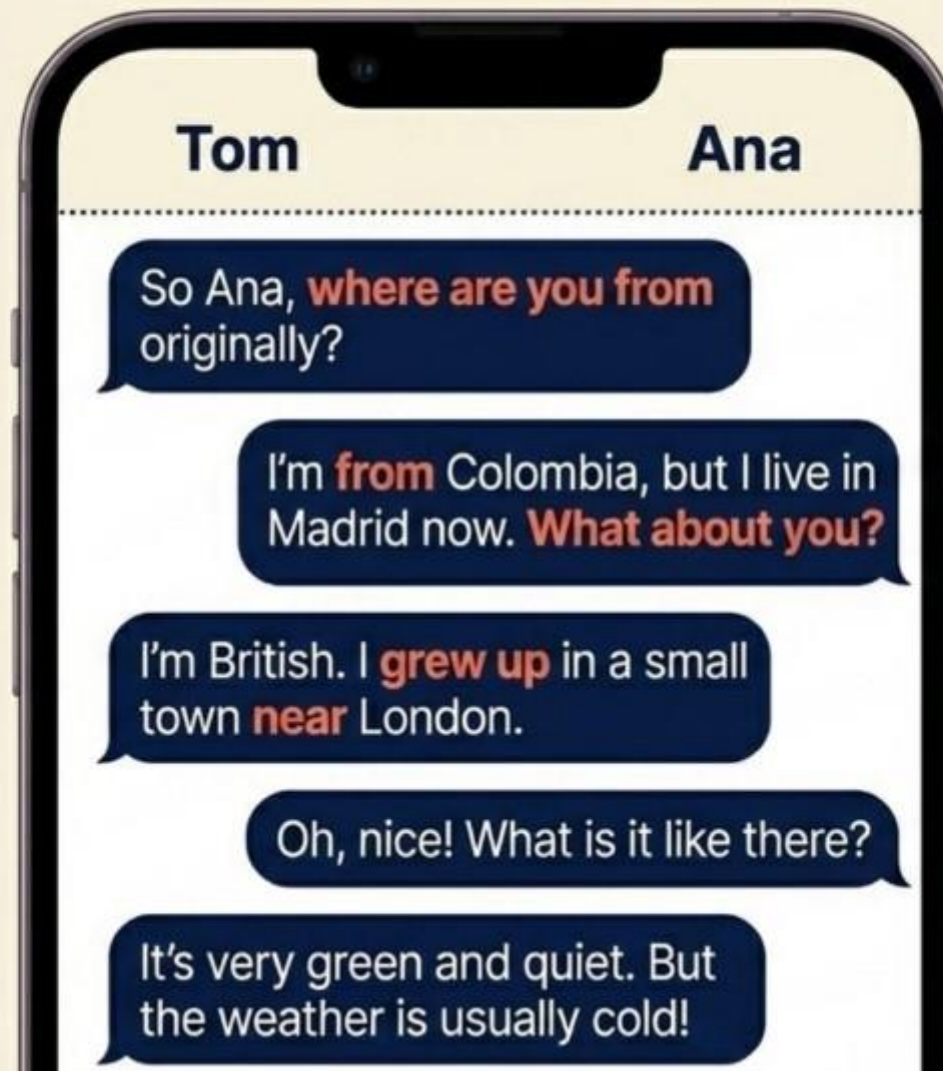 Tom Ana
So Ana, where are you from
originally?
I'm from Colombia, but I live in
Madrid now. What about you?
I'm British. I grew up in a small
town near London.
Oh, nice! What is it like there?
It's very green and quiet. But
the weather is usually cold!